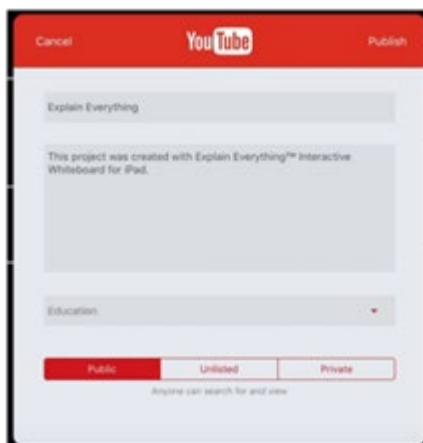 Cancel YouTube Publish
Explain Everything
This project was created with Explain Everything™ Interactive
Whiteboard for iPad.
Education
Public Unlisted Private
Anyone can search for and view